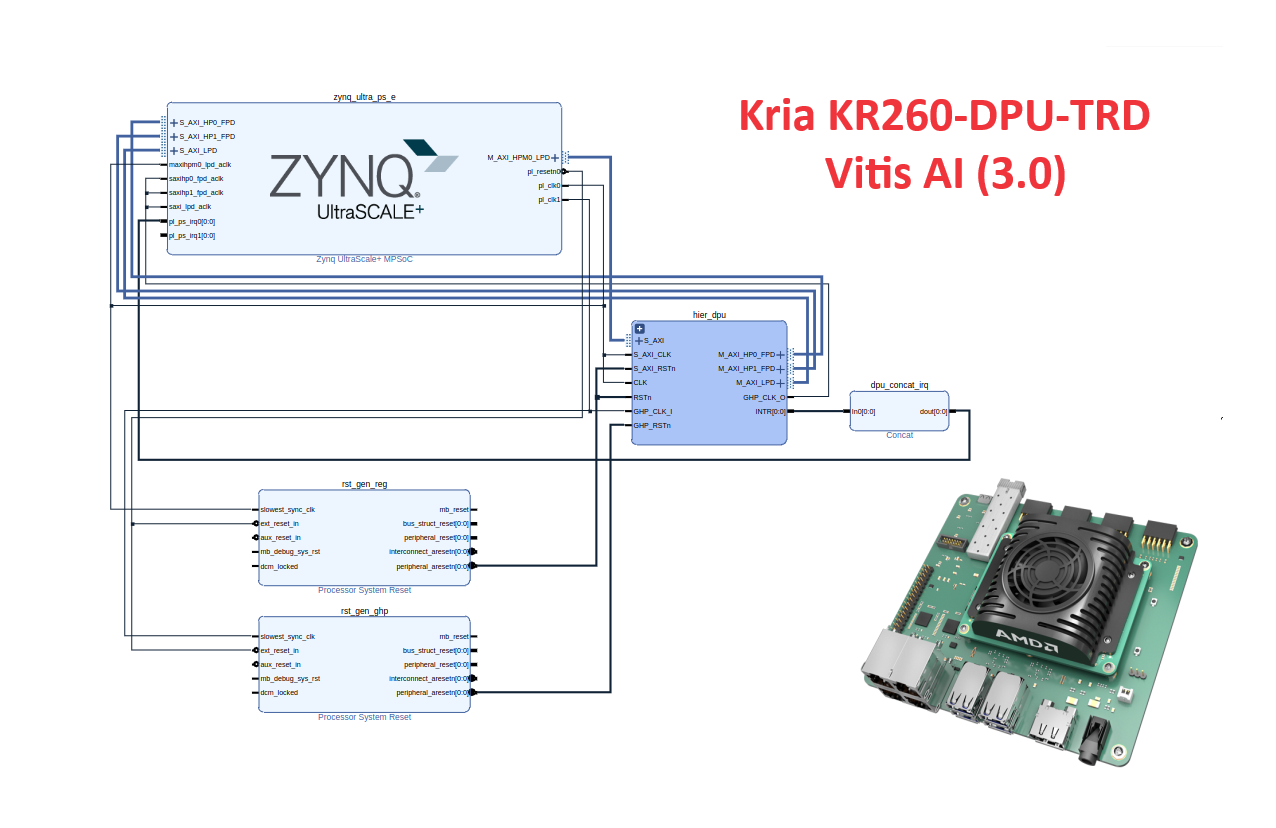 Kria KR260-DPU-TRD
Vitis AI (3.0)
zynq_ultra_ps_e
S_AXI_HP0_FPD
S_AXI_HP1_FPD
S_AXI_LPD
maxihpm0_lpd_aclk
saxihp0_fpd_aclk
saxihp1_fpd_aclk
saxi_lpd_aclk
pl_ps_irq0[0:0]
pl_ps_irq1[0:0]
ZYNQ®
UltraSCALE+
M_AXI_HPM0_LPD
pl_resetn0
pl_clk0
pl_clk1
Zynq UltraScale+ MPSoC
hier_dpu
S_AXI
S_AXI_CLK
S_AXI_RSTn
CLK
RSTn
GHP_CLK_I
GHP_RSTn
M_AXI_HP0_FPD
M_AXI_HP1_FPD
M_AXI_LPD
GHP_CLK_O
INTR[0:0]
dpu_concat_irq
In0[0:0]
dout[0:0]
Concat
rst_gen_reg
slowest_sync_clk
ext_reset_in
aux_reset_in
mb_debug_sys_rst
dcm_locked
mb_reset
bus_struct_reset[0:0]
peripheral_reset[0:0]
interconnect_aresetn[0:0]
peripheral_aresetn[0:0]
Processor System Reset
rst_gen_ghp
slowest_sync_clk
ext_reset_in
aux_reset_in
mb_debug_sys_rst
dcm_locked
mb_reset
bus_struct_reset[0:0]
peripheral_reset[0:0]
interconnect_aresetn[0:0]
peripheral_aresetn[0:0]
Processor System Reset
AMD